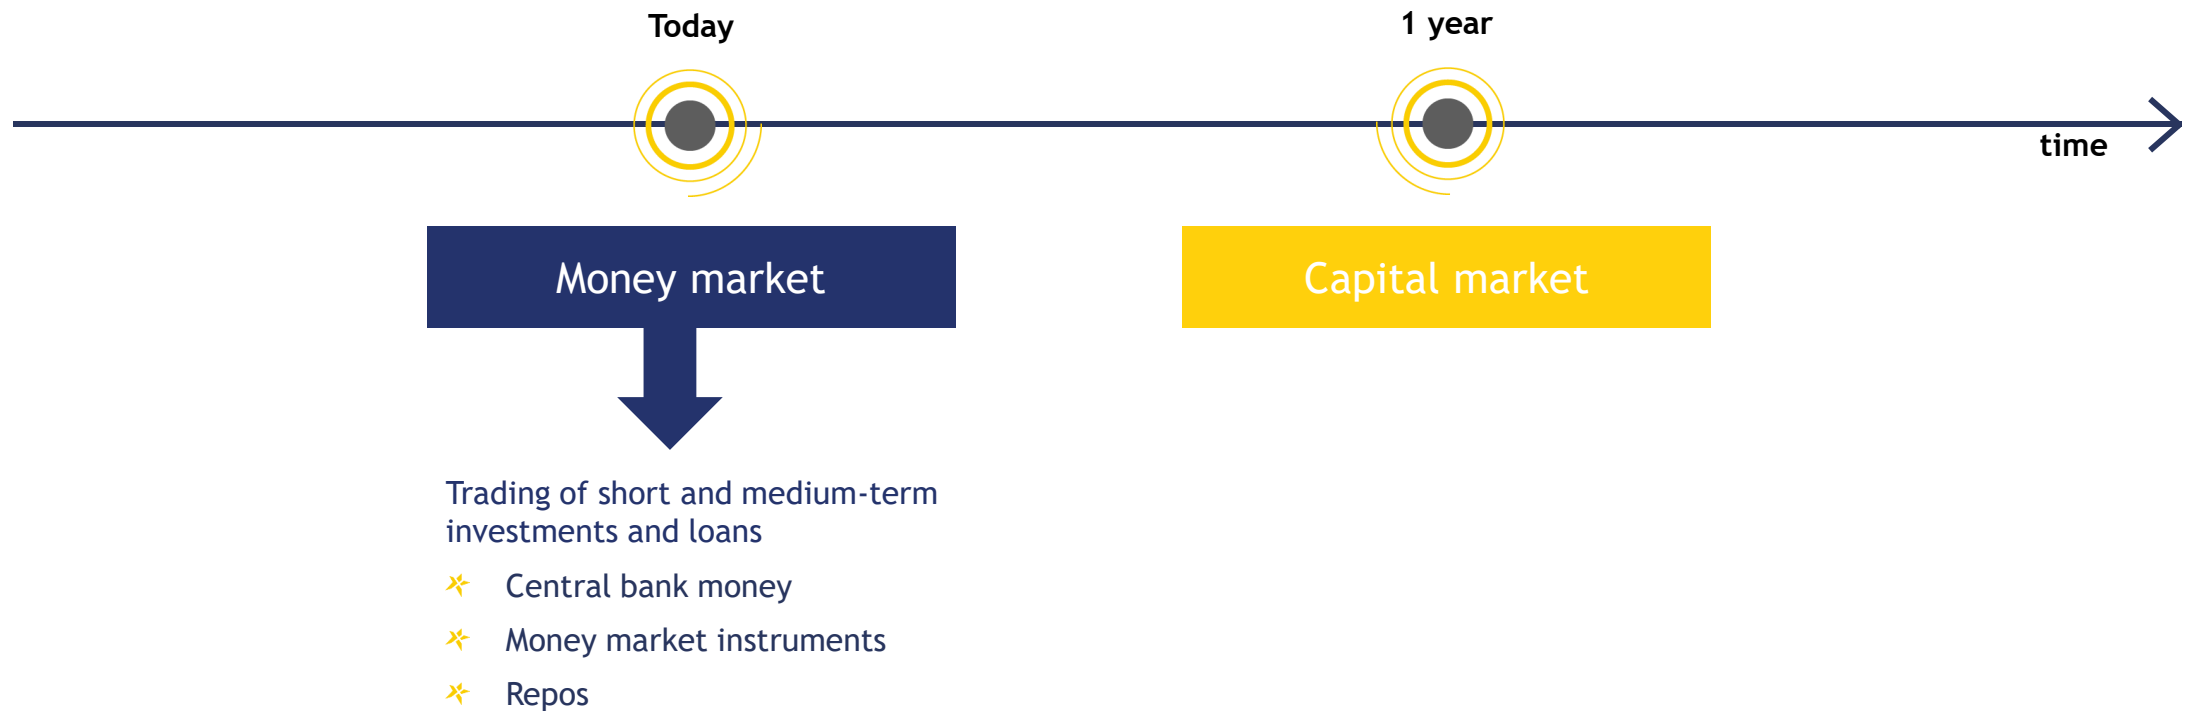 Today
1 year
time
Money market
Capital market
Trading of short and medium-term
investments and loans
Central bank money
Money market instruments
Repos